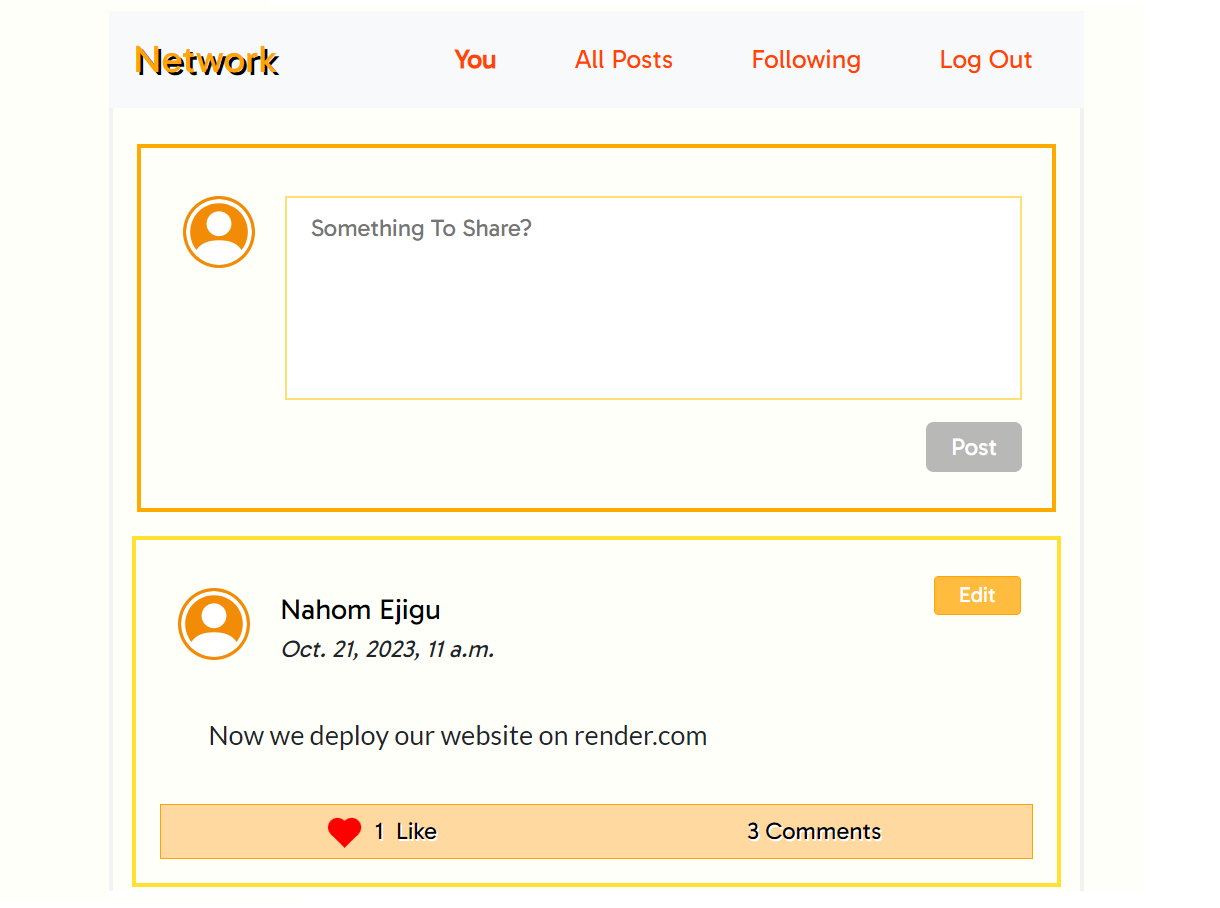 Network You All Posts Following Log Out
Something To Share?
Post
Edit
Nahom Ejigu
Oct. 21, 2023, 11 a.m.
Now we deploy our website on render.com
1 Like 3 Comments